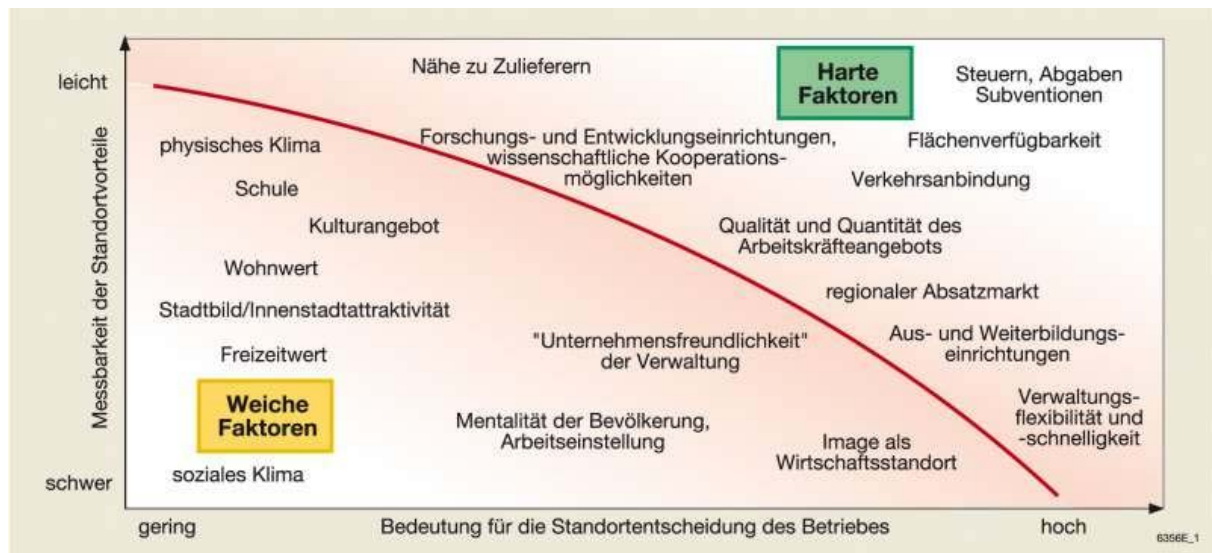 Messbarkeit der Standortvorteile
leicht
schwer
Nähe zu Zulieferern
Harte
Faktoren
Steuern, Abgaben
Subventionen
physisches Klima
Forschungs- und Entwicklungseinrichtungen,
wissenschaftliche Kooperations-
möglichkeiten
Flächenverfügbarkeit
Schule
Verkehrsanbindung
Kulturangebot
Qualität und Quantität des
Arbeitskräfteangebots
Wohnwert
regionaler Absatzmarkt
Stadtbild/Innenstadtattraktivität
"Unternehmensfreundlichkeit"
der Verwaltung
Aus- und Weiterbildungs-
einrichtungen
Freizeitwert
Weiche
Faktoren
Mentalität der Bevölkerung,
Arbeitseinstellung
Verwaltungs-
flexibilität und
-schnelligkeit
Image als
Wirtschaftsstandort
soziales Klima
gering
Bedeutung für die Standortentscheidung des Betriebes
hoch
6356E_1